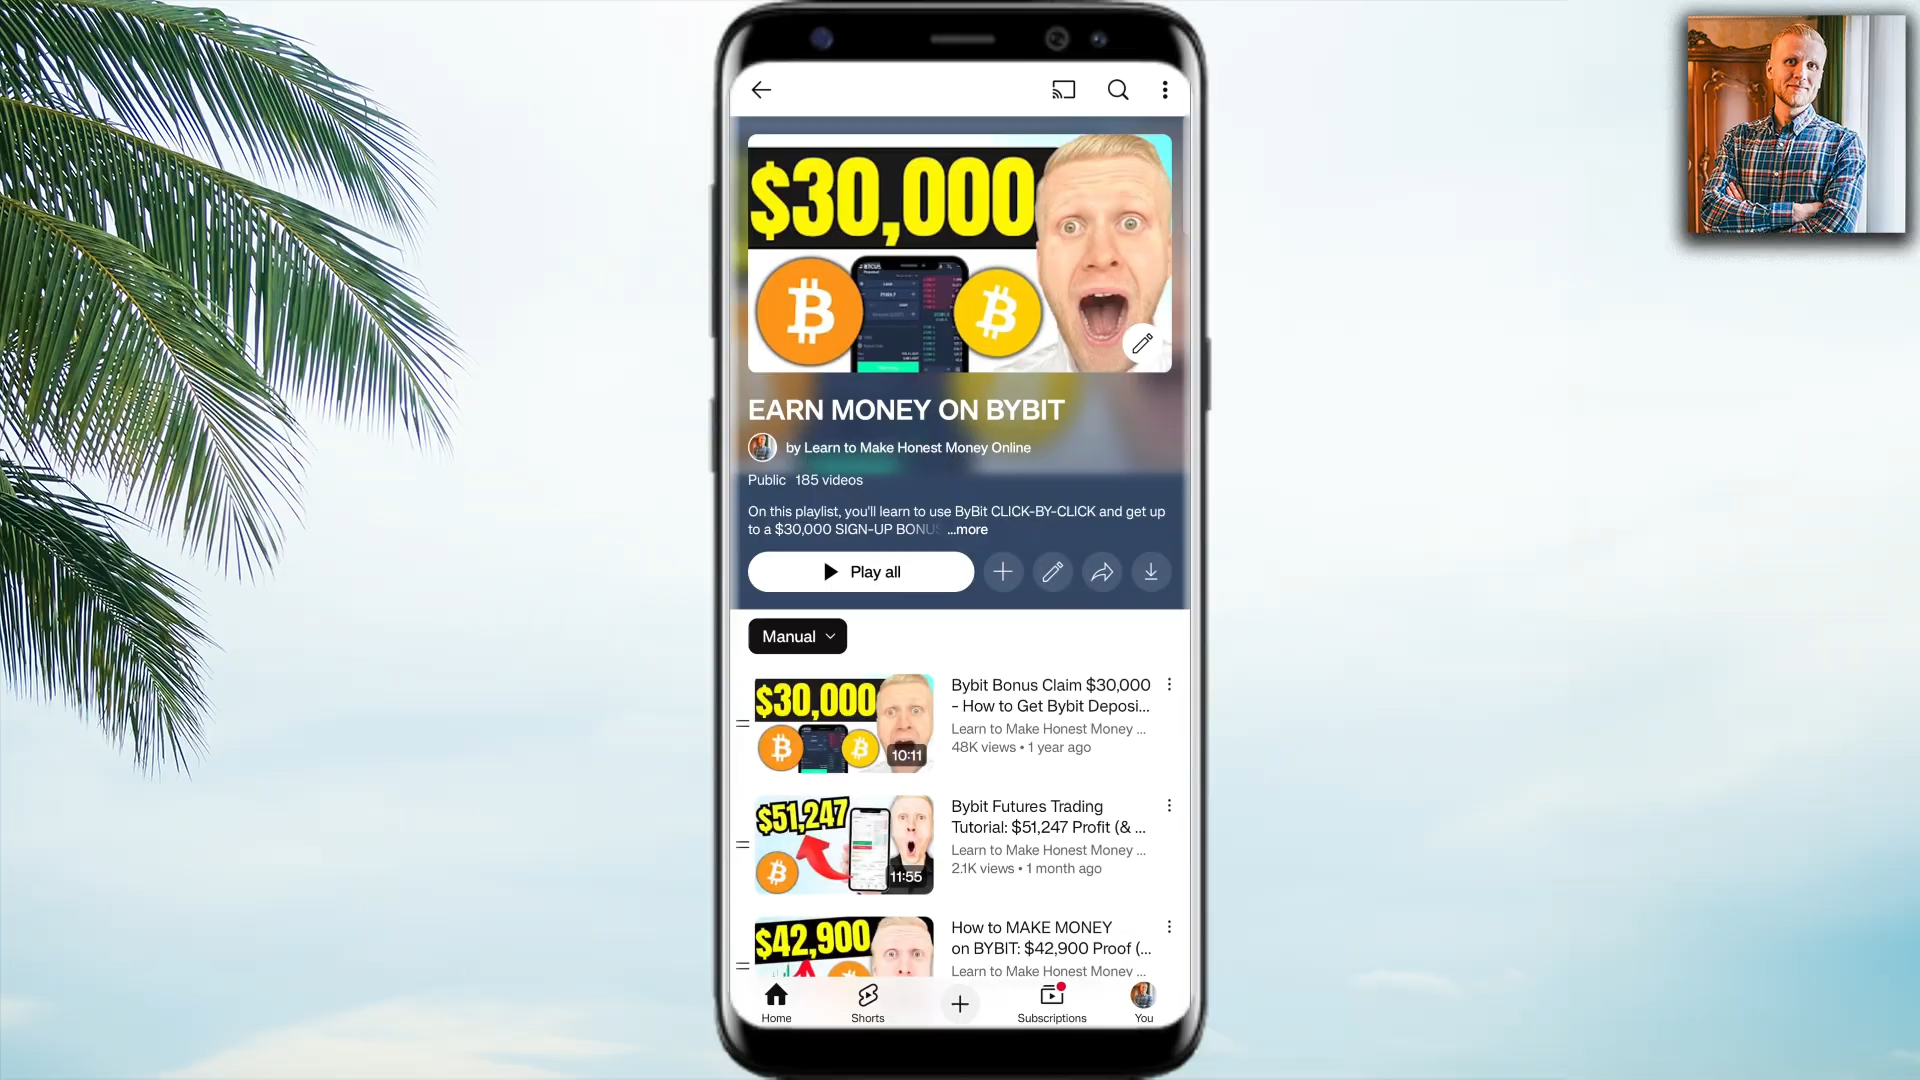 $30,000
EARN MONEY ON BYBIT
by Learn to Make Honest Money Online
Public 185 videos
On this playlist, you'll learn to use ByBit CLICK-BY-CLICK and get up
to a $30,000 SIGN-UP BONUS ...more
Play all
Manual
$30,000
10:11
Bybit Bonus Claim $30,000
- How to Get Bybit Deposi...
Learn to Make Honest Money ...
48K views • 1 year ago
$51,247
11:55
Bybit Futures Trading
Tutorial: $51,247 Profit (& ...
Learn to Make Honest Money ...
2.1K views • 1 month ago
$42,900
How to MAKE MONEY
on BYBIT: $42,900 Proof (...
Learn to Make Honest Money ...
Home
Shorts
Subscriptions
You